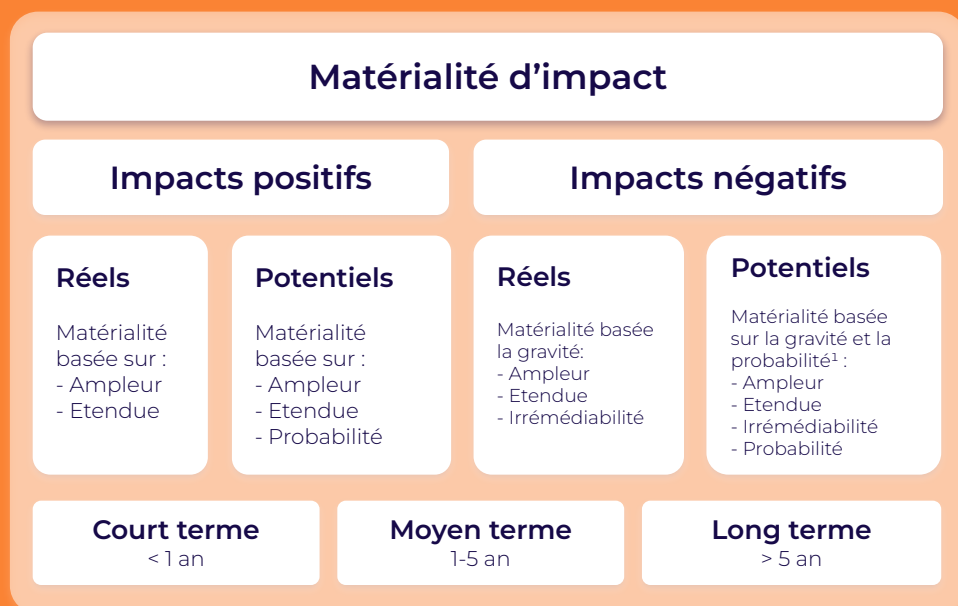 Matérialité d’impact
Impacts positifs
Impacts négatifs
Réels
Matérialité
basée sur :
- Ampleur
- Etendue
Potentiels
Matérialité
basée sur :
- Ampleur
- Etendue
- Probabilité
Réels
Matérialité basée
la gravité:
- Ampleur
- Etendue
- Irrémédiabilité
Potentiels
Matérialité basée
sur la gravité et la
probabilité¹ :
- Ampleur
- Etendue
- Irrémédiabilité
- Probabilité
Court terme
< 1 an
Moyen terme
1-5 an
Long terme
> 5 an